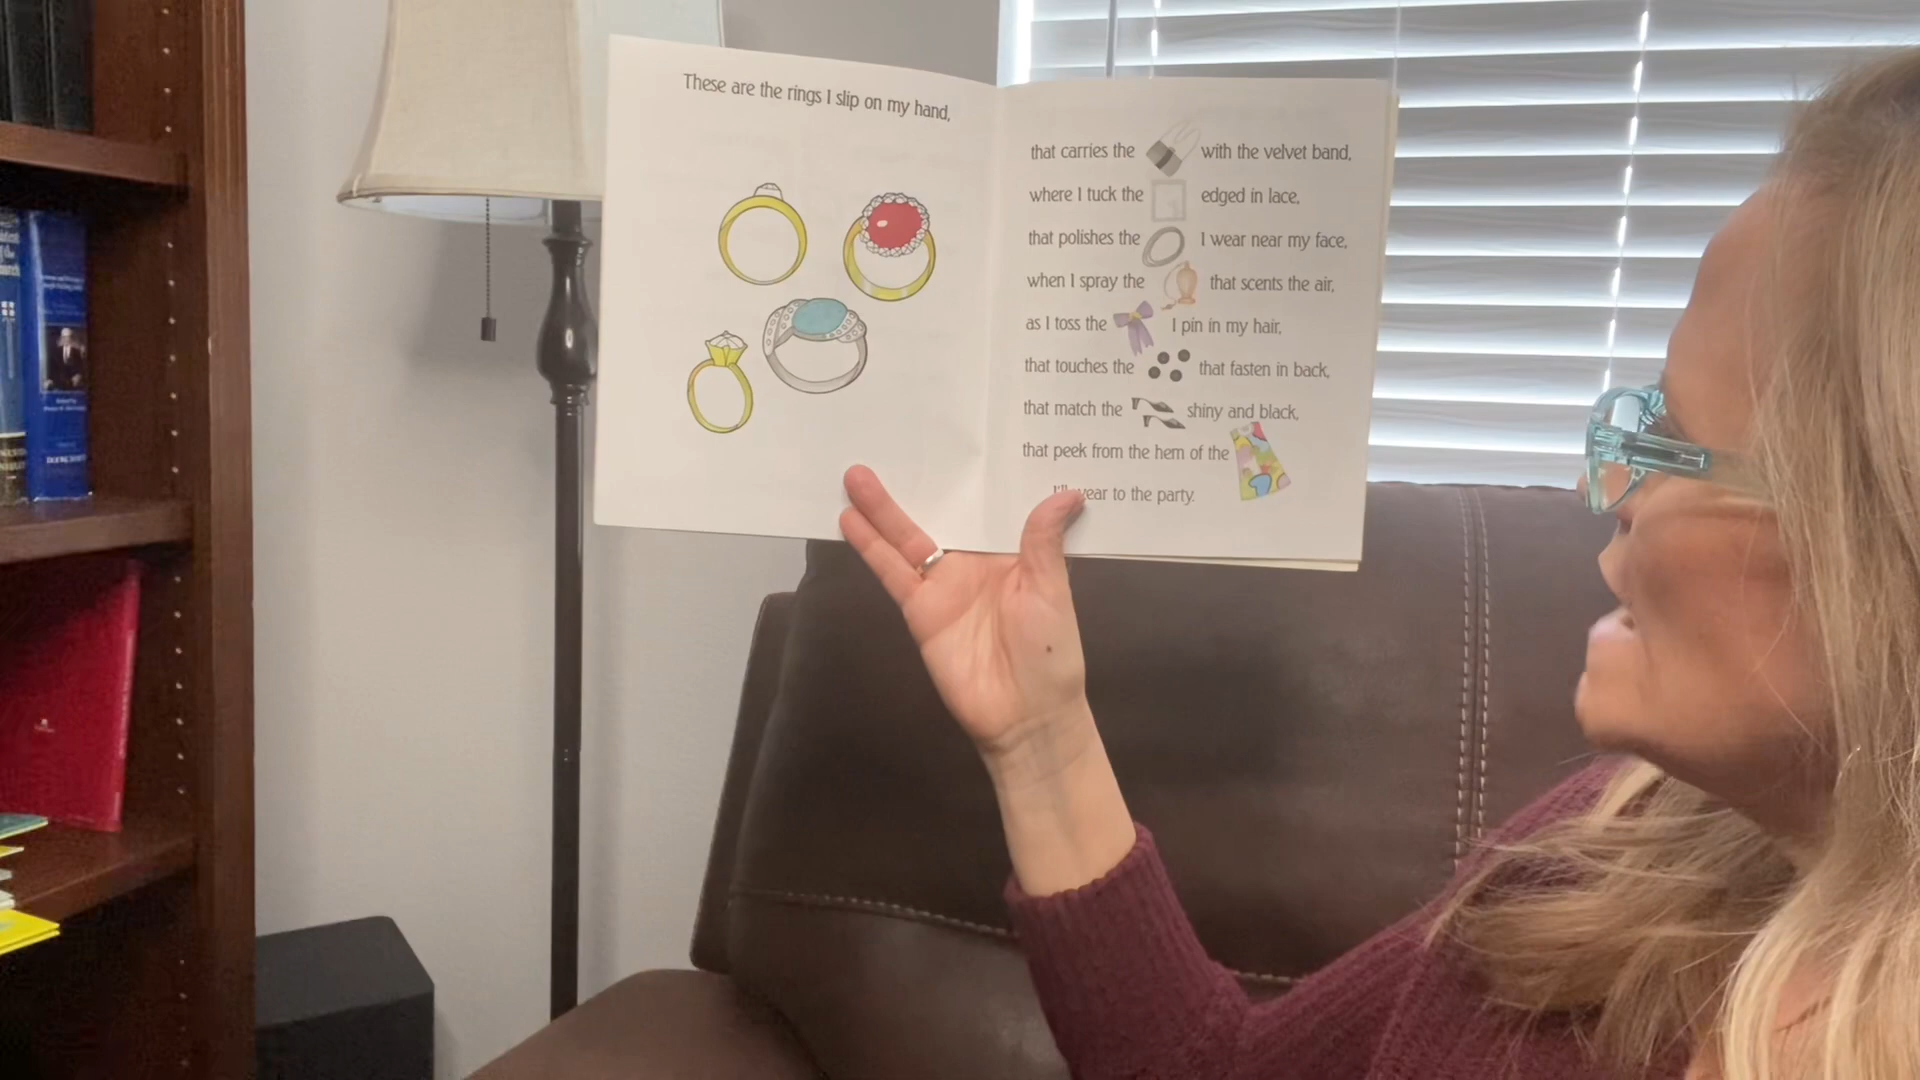 These are the rings I slip on my hand,
that carries the with the velvet band,
where I tuck the edged in lace,
that polishes the I wear near my face,
when I spray the that scents the air,
as I toss the I pin in my hair,
that touches the that fasten in back,
that match the shiny and black,
that peek from the hem of the
to the party.